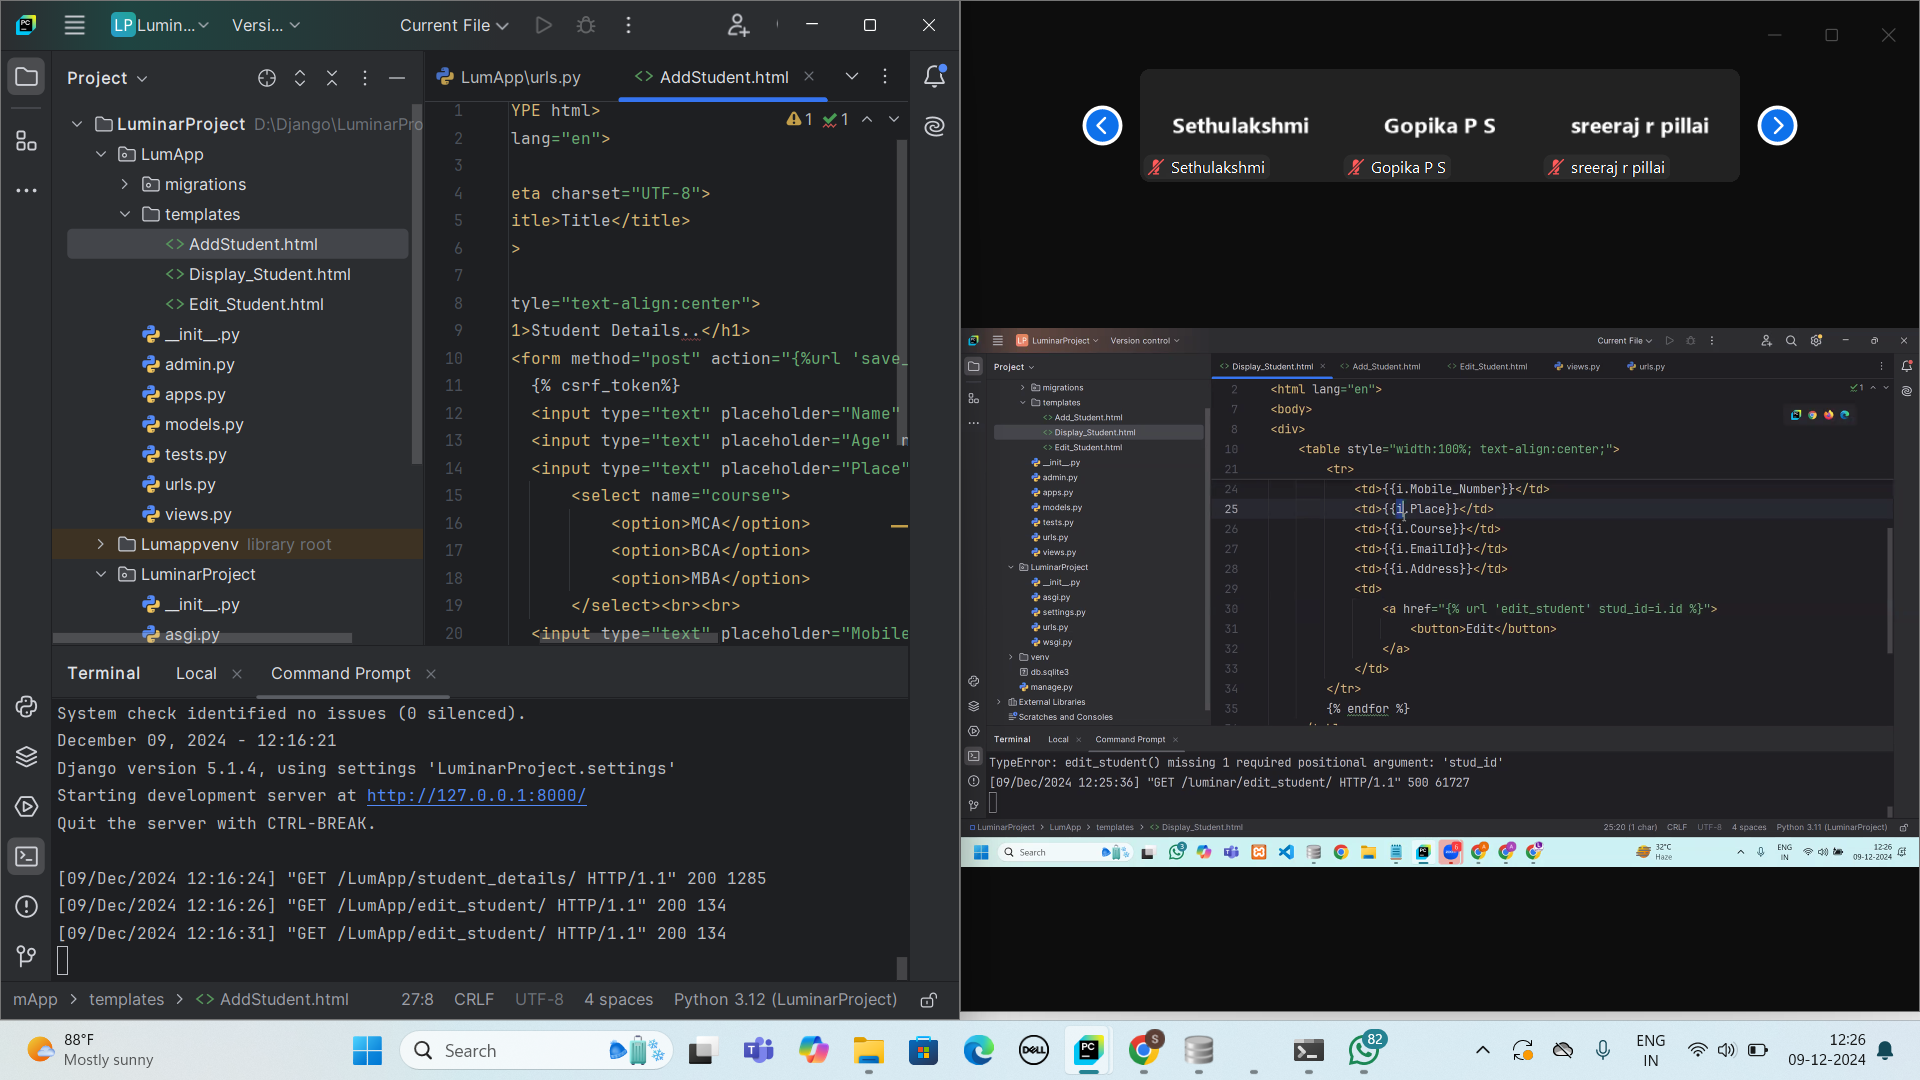 LP Lumin...
Versi...
Current File
Project
LumApp\urls.py
AddStudent.html
LuminarProject D:\Django\LuminarPro
LumApp
migrations
templates
AddStudent.html
Display_Student.html
Edit_Student.html
__init__.py
admin.py
apps.py
models.py
tests.py
urls.py
views.py
Lumappvenv library root
LuminarProject
__init__.py
asgi.py
1 1
1 YPE html>
2 lang="en">
3
4 eta charset="UTF-8">
5 itle>Title</title>
6 >
7
8 tyle="text-align:center">
9 1>Student Details..</h1>
10 <form method="post" action="{%url 'save_
11 {% csrf_token%}
12 <input type="text" placeholder="Name"
13 <input type="text" placeholder="Age" n
14 <input type="text" placeholder="Place"
15 <select name="course">
16 <option>MCA</option>
17 <option>BCA</option>
18 <option>MBA</option>
19 </select><br><br>
20 <input type="text" placeholder="Mobile
Terminal Local Command Prompt
System check identified no issues (0 silenced).
December 09, 2024 - 12:16:21
Django version 5.1.4, using settings 'LuminarProject.settings'
Starting development server at http://127.0.0.1:8000/
Quit the server with CTRL-BREAK.
[09/Dec/2024 12:16:24] "GET /LumApp/student_details/ HTTP/1.1" 200 1285
[09/Dec/2024 12:16:26] "GET /LumApp/edit_student/ HTTP/1.1" 200 134
[09/Dec/2024 12:16:31] "GET /LumApp/edit_student/ HTTP/1.1" 200 134
mApp > templates > <> AddStudent.html 27:8 CRLF UTF-8 4 spaces Python 3.12 (LuminarProject)
Sethulakshmi Gopika P S sreeraj r pillai
Sethulakshmi Gopika P S sreeraj r pillai
LP LuminarProject Version control Current File
Project
Display_Student.html Add_Student.html Edit_Student.html views.py urls.py
migrations
templates
Add_Student.html
Display_Student.html
Edit_Student.html
__init__.py
admin.py
apps.py
models.py
tests.py
urls.py
views.py
LuminarProject
__init__.py
asgi.py
settings.py
urls.py
wsgi.py
venv
db.sqlite3
manage.py
External Libraries
Scratches and Consoles
1
2 <html lang="en">
7 <body>
8 <div>
10 <table style="width:100%; text-align:center;">
21 <tr>
24 <td>{{i.Mobile_Number}}</td>
25 <td>{{i.Place}}</td>
26 <td>{{i.Course}}</td>
27 <td>{{i.EmailId}}</td>
28 <td>{{i.Address}}</td>
29 <td>
30 <a href="{% url 'edit_student' stud_id=i.id %}">
31 <button>Edit</button>
32 </a>
33 </td>
34 </tr>
35 {% endfor %}
Terminal Local Command Prompt
TypeError: edit_student() missing 1 required positional argument: 'stud_id'
[09/Dec/2024 12:25:36] "GET /luminar/edit_student/ HTTP/1.1" 500 61727
LuminarProject > LumApp > templates > <> Display_Student.html 25:20 (1 char) CRLF UTF-8 4 spaces Python 3.11 (LuminarProject)
Search
32°C
Haze
ENG
IN
12:26
09-12-2024
88°F
Mostly sunny
Search
DELL
PC
S
82
ENG
IN
12:26
09-12-2024